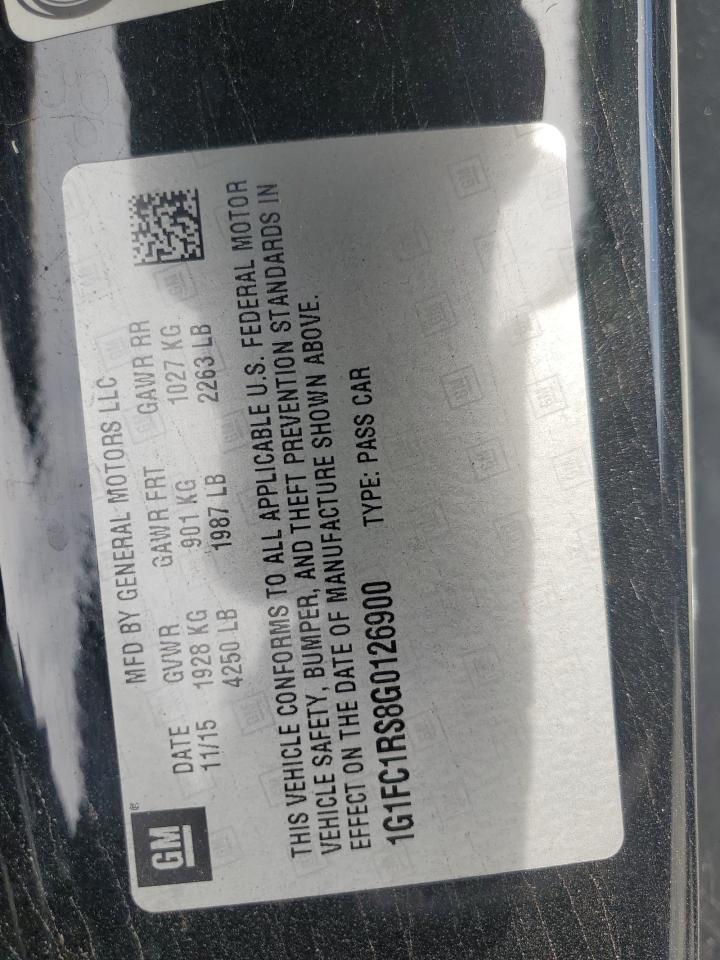 GM®
MFD BY GENERAL MOTORS LLC
DATE GVWR GAWR FRT GAWR RR
11/15 1928 KG 901 KG 1027 KG
4250 LB 1987 LB 2263 LB
THIS VEHICLE CONFORMS TO ALL APPLICABLE U.S. FEDERAL MOTOR
VEHICLE SAFETY, BUMPER, AND THEFT PREVENTION STANDARDS IN
EFFECT ON THE DATE OF MANUFACTURE SHOWN ABOVE.
1G1FC1RS8G0126900 TYPE: PASS CAR